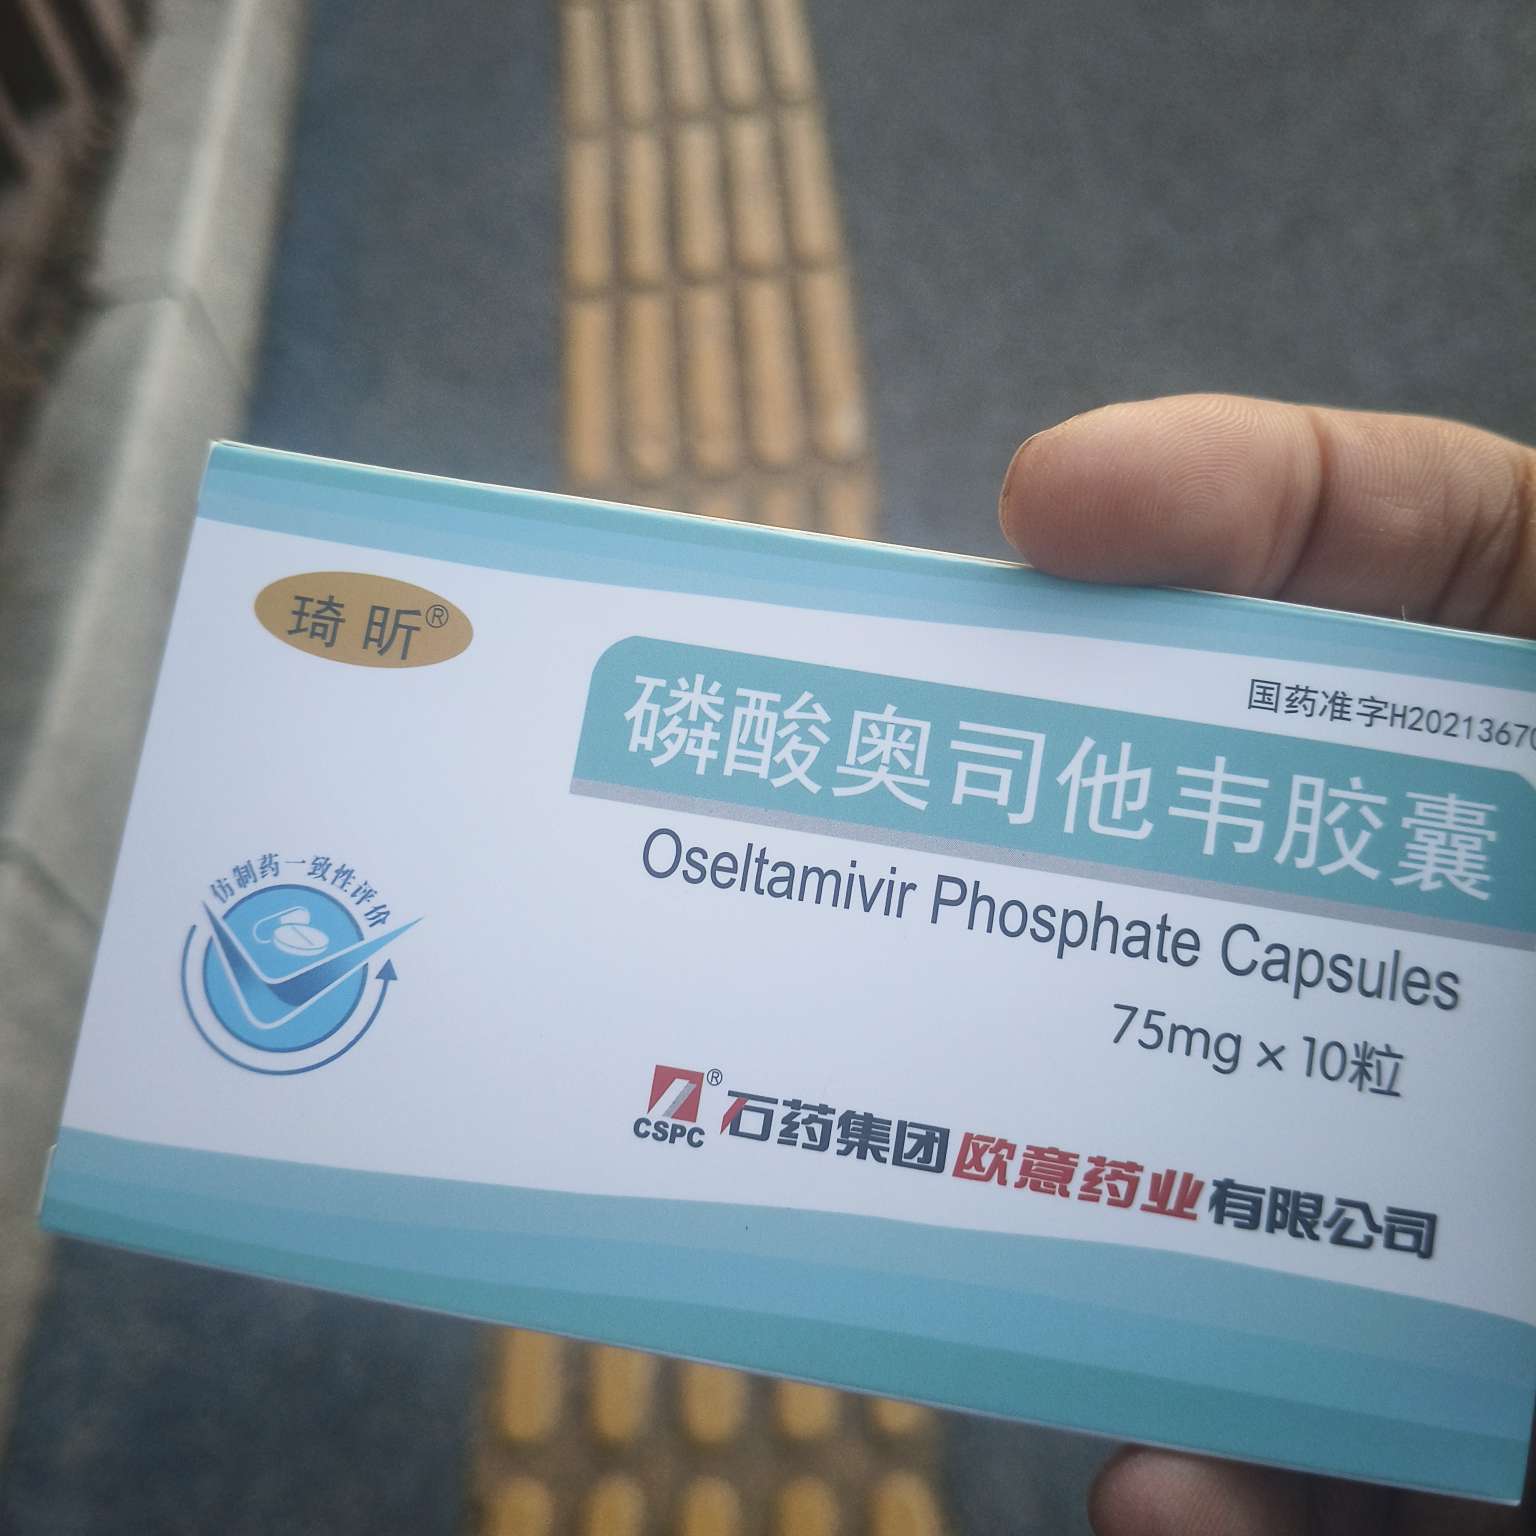 琦昕®
国药准字H20213670
磷酸奥司他韦胶囊
Oseltamivir Phosphate Capsules
75mg×10粒
仿制药一致性评价
®
CSPC
石药集团欧意药业有限公司